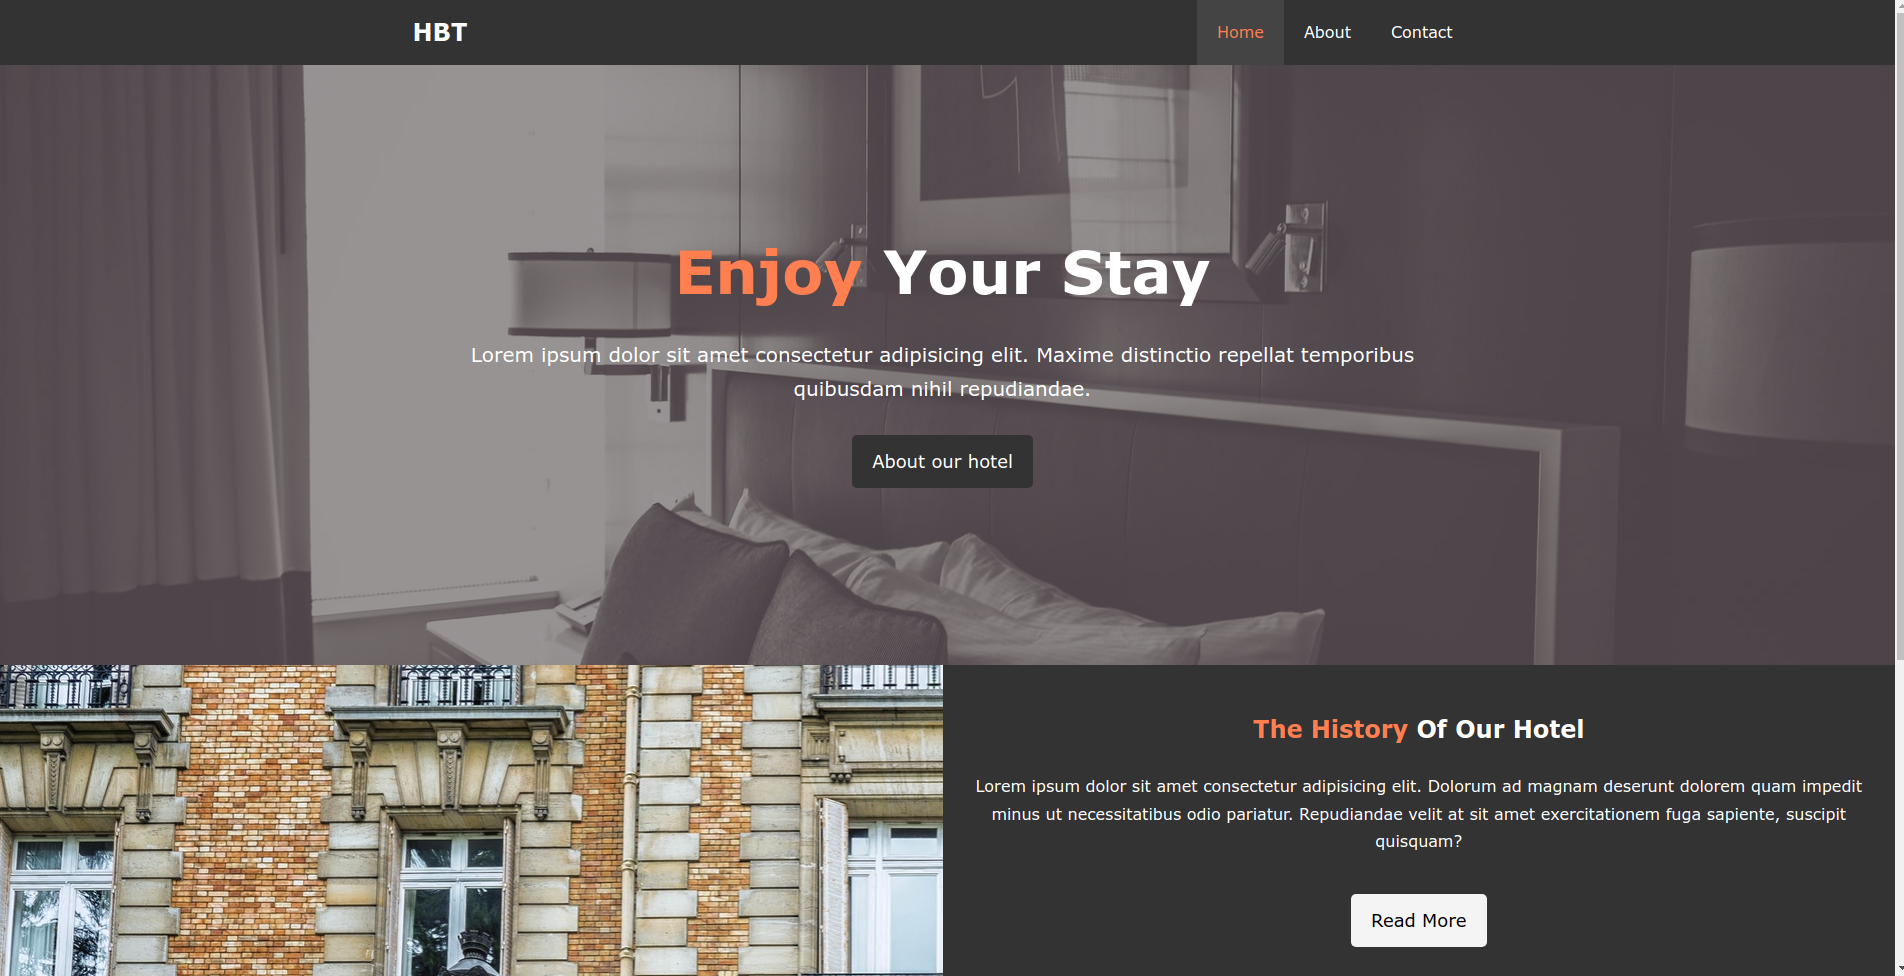 HBT
Home
About
Contact
Enjoy Your Stay
Lorem ipsum dolor sit amet consectetur adipisicing elit. Maxime distinctio repellat temporibus
quibusdam nihil repudiandae.
About our hotel
The History Of Our Hotel
Lorem ipsum dolor sit amet consectetur adipisicing elit. Dolorum ad magnam deserunt dolorem quam impedit
minus ut necessitatibus odio pariatur. Repudiandae velit at sit amet exercitationem fuga sapiente, suscipit
quisquam?
Read More